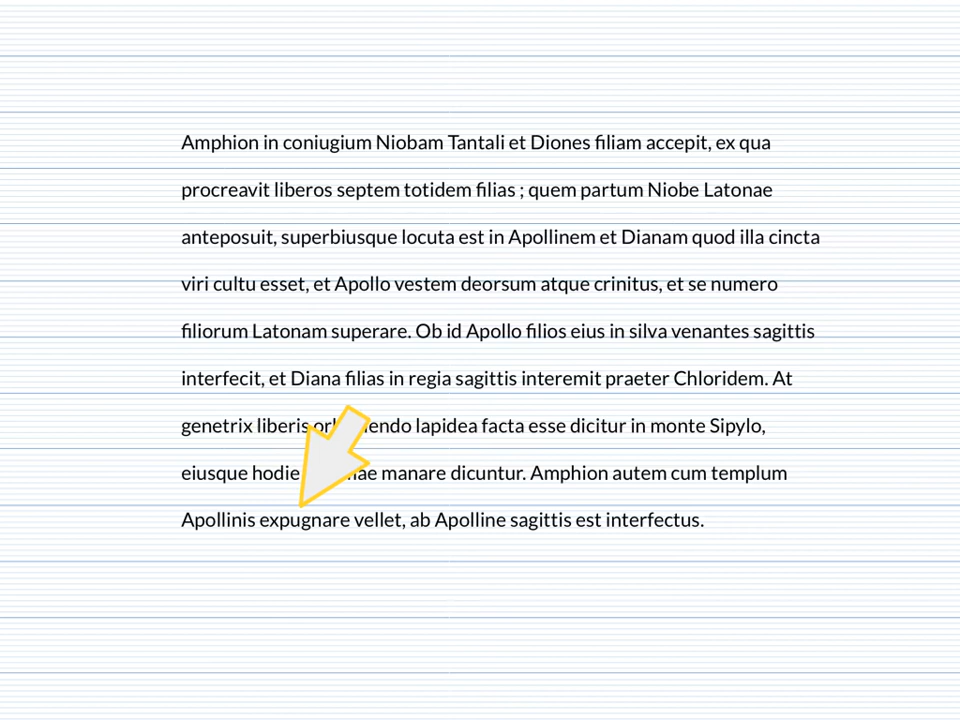 Amphion in coniugium Niobam Tantali et Diones filiam accepit, ex qua
procreavit liberos septem totidem filias ; quem partum Niobe Latonae
anteposuit, superbiusque locuta est in Apollinem et Dianam quod illa cincta
viri cultu esset, et Apollo vestem deorsum atque crinitus, et se numero
filiorum Latonam superare. Ob id Apollo filios eius in silva venantes sagittis
interfecit, et Diana filias in regia sagittis interemit praeter Chloridem. At
genetrix liberis lapidea facta esse dicitur in monte Sipylo,
eiusque hodie manare dicuntur. Amphion autem cum templum
Apollinis expugnare vellet, ab Apolline sagittis est interfectus.